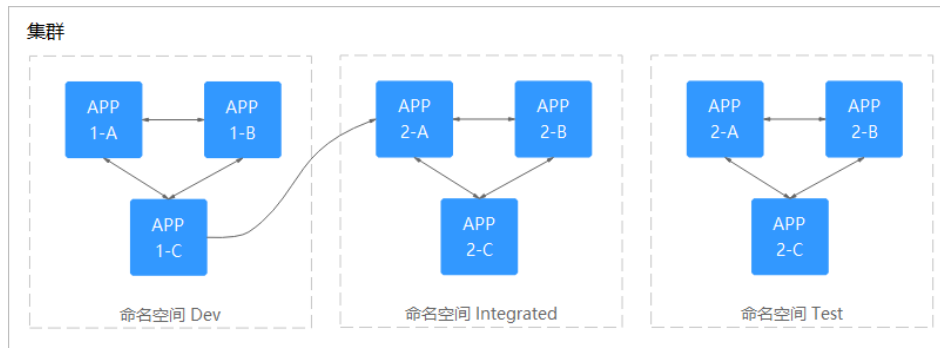 集群
APP
1-A
APP
1-B
APP
1-C
命名空间 Dev
APP
2-A
APP
2-B
APP
2-C
命名空间 Integrated
APP
2-A
APP
2-B
APP
2-C
命名空间 Test